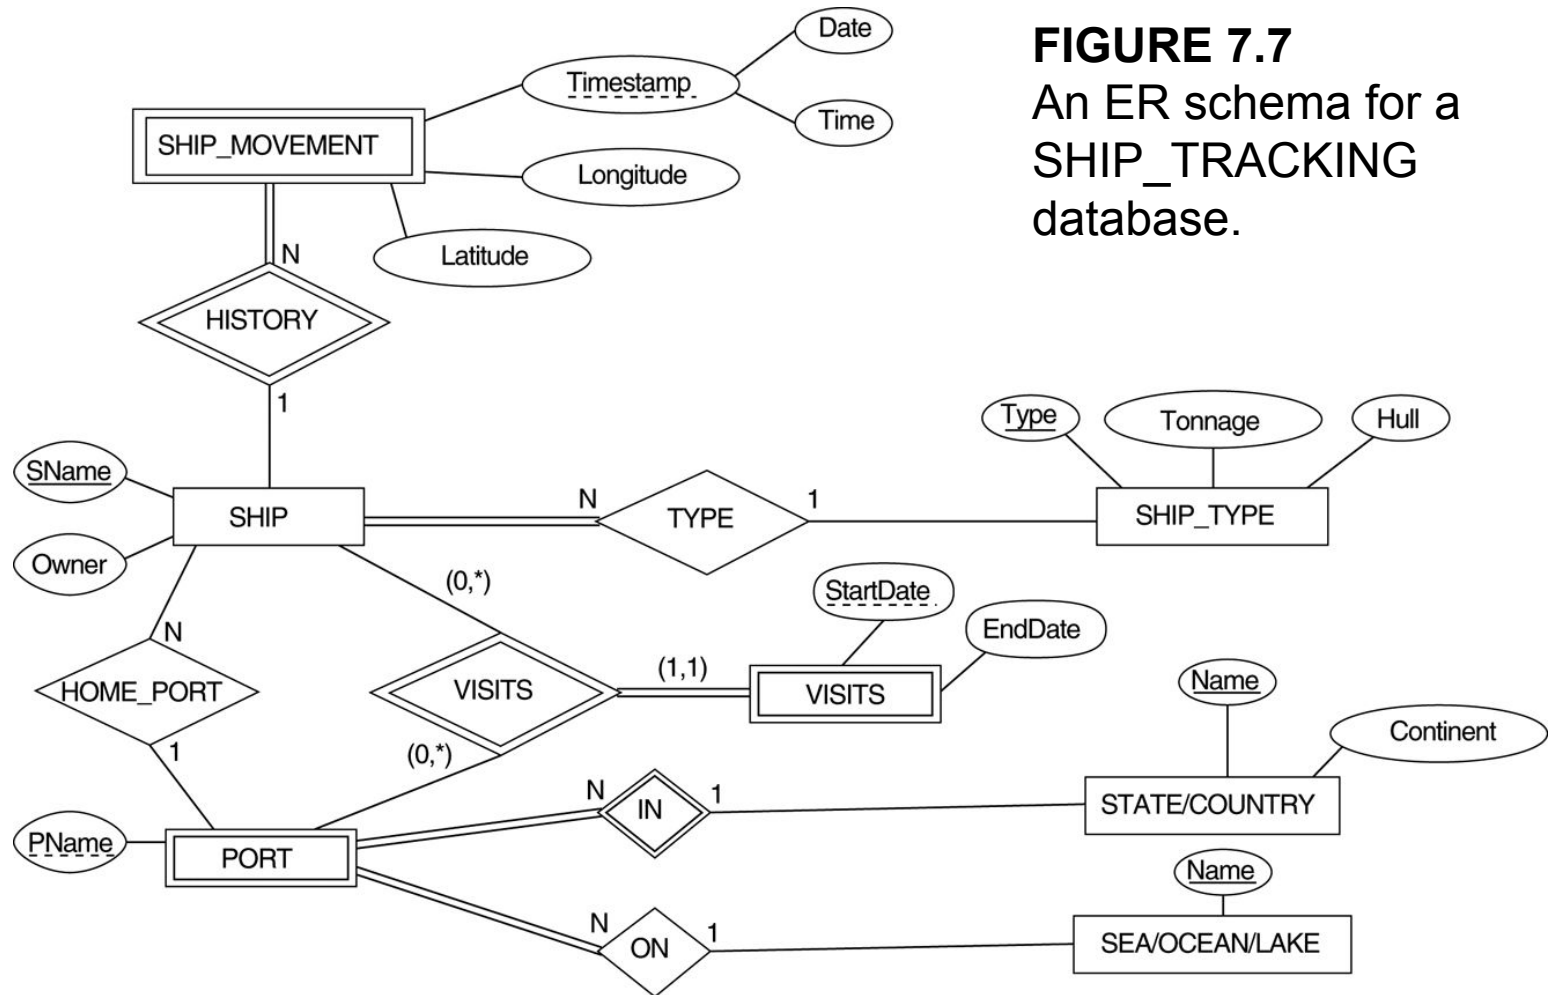 FIGURE 7.7
An ER schema for a
SHIP_TRACKING
database.
Date
Timestamp
Time
SHIP_MOVEMENT
Longitude
Latitude
N
HISTORY
1
Type
Tonnage
Hull
SName
SHIP
N
TYPE
1
SHIP_TYPE
Owner
(0,*)
StartDate
EndDate
N
HOME_PORT
1
VISITS
(1,1)
VISITS
(0,*)
Name
Continent
N
IN
1
STATE/COUNTRY
PName
PORT
Name
N
ON
1
SEA/OCEAN/LAKE